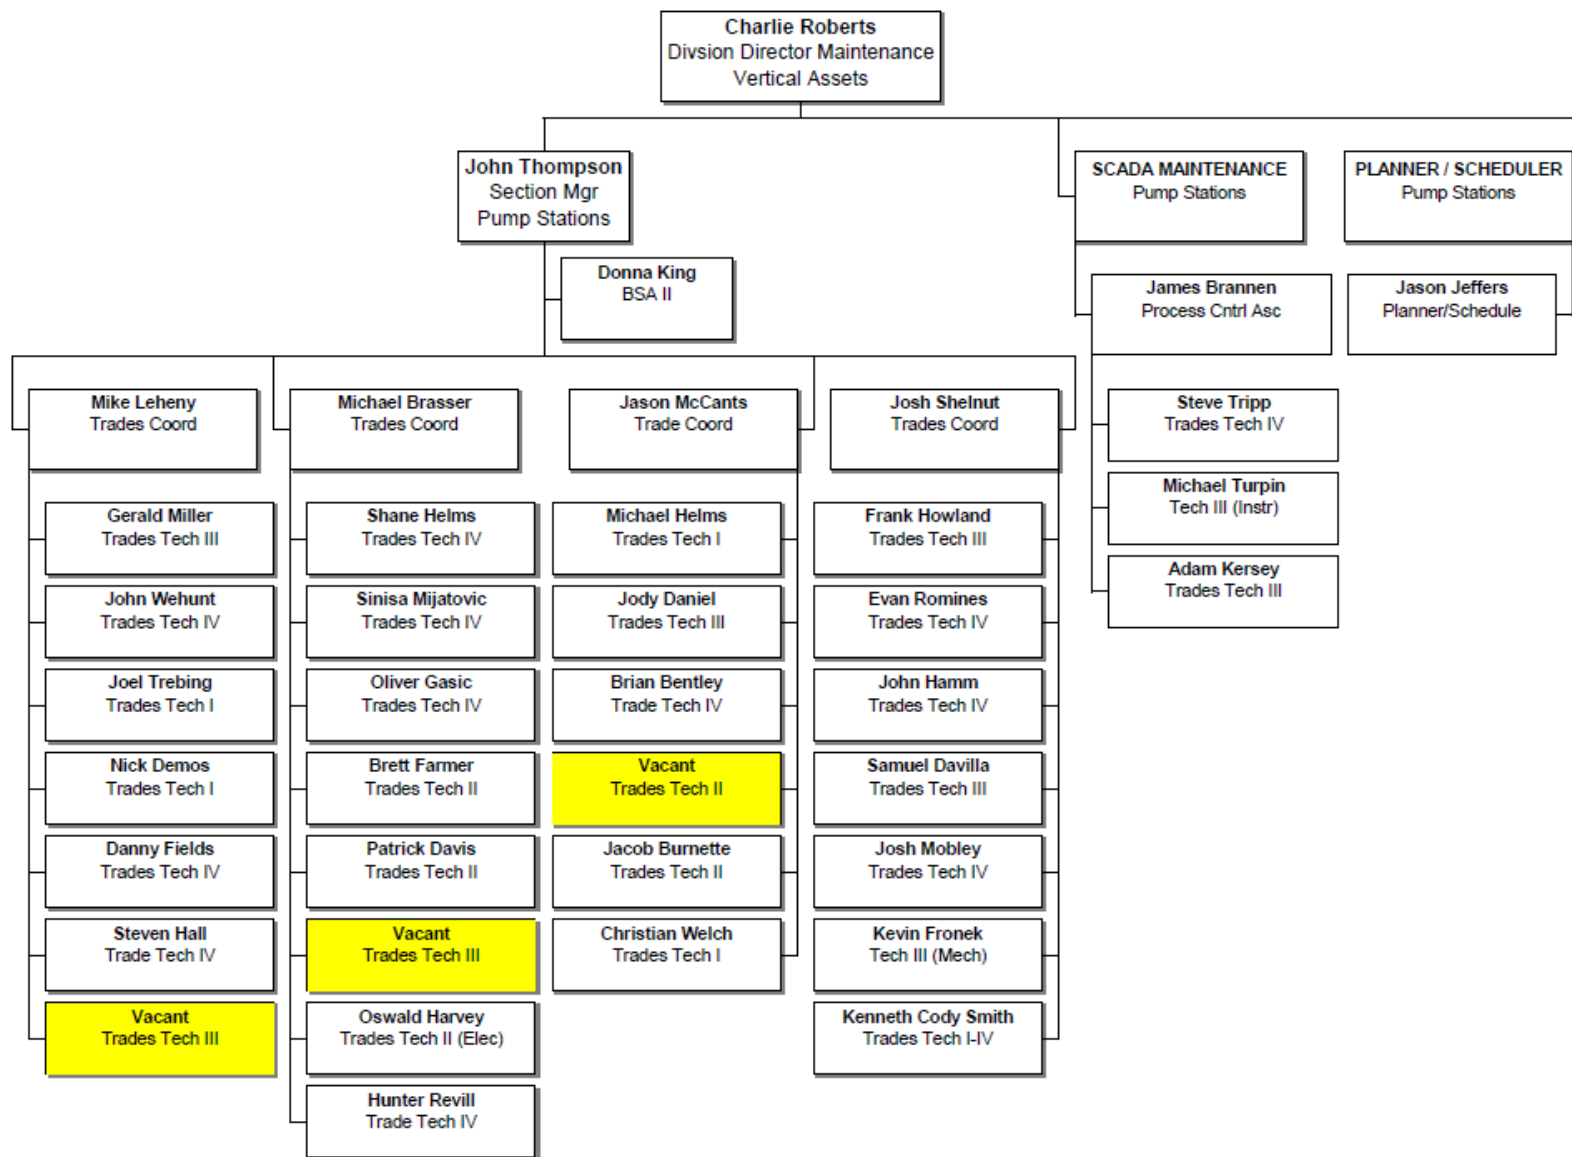 Charlie Roberts
Divsion Director Maintenance
Vertical Assets
John Thompson
Section Mgr
Pump Stations
SCADA MAINTENANCE
Pump Stations
PLANNER / SCHEDULER
Pump Stations
Donna King
BSA II
James Brannen
Process Cntrl Asc
Jason Jeffers
Planner/Schedule
Mike Leheny
Trades Coord
Michael Brasser
Trades Coord
Jason McCants
Trade Coord
Josh Shelnut
Trades Coord
Steve Tripp
Trades Tech IV
Michael Turpin
Tech III (Instr)
Adam Kersey
Trades Tech III
Gerald Miller
Trades Tech III
John Wehunt
Trades Tech IV
Joel Trebing
Trades Tech I
Nick Demos
Trades Tech I
Danny Fields
Trades Tech IV
Steven Hall
Trade Tech IV
Vacant
Trades Tech III
Shane Helms
Trades Tech IV
Sinisa Mijatovic
Trades Tech IV
Oliver Gasic
Trades Tech IV
Brett Farmer
Trades Tech II
Patrick Davis
Trades Tech II
Vacant
Trades Tech III
Oswald Harvey
Trades Tech II (Elec)
Hunter Revill
Trade Tech IV
Michael Helms
Trades Tech I
Jody Daniel
Trades Tech III
Brian Bentley
Trade Tech IV
Vacant
Trades Tech II
Jacob Burnette
Trades Tech II
Christian Welch
Trades Tech I
Frank Howland
Trades Tech III
Evan Romines
Trades Tech IV
John Hamm
Trades Tech IV
Samuel Davilla
Trades Tech III
Josh Mobley
Trades Tech IV
Kevin Fronek
Tech III (Mech)
Kenneth Cody Smith
Trades Tech I-IV